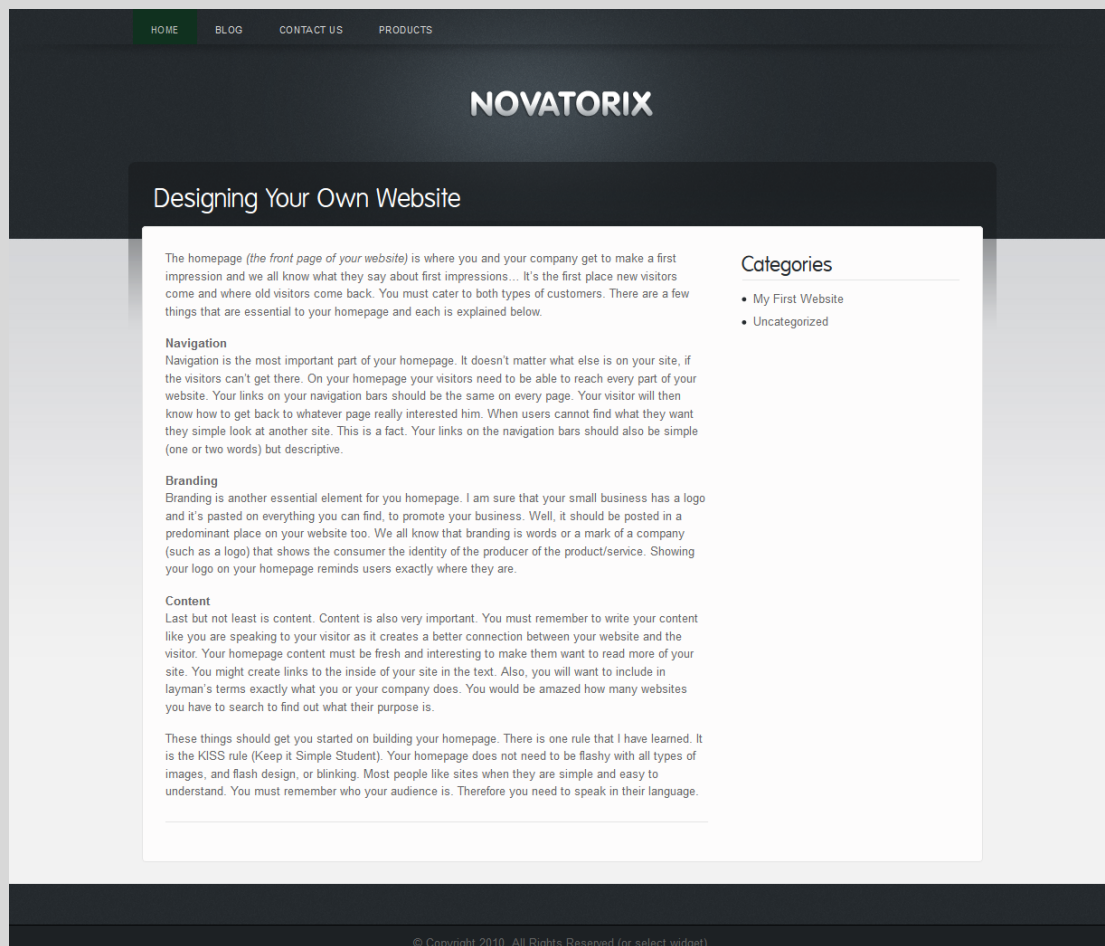 HOME BLOG CONTACT US PRODUCTS
NOVATORIX
Designing Your Own Website
The homepage (the front page of your website) is where you and your company get to make a first
impression and we all know what they say about first impressions… It’s the first place new visitors
come and where old visitors come back. You must cater to both types of customers. There are a few
things that are essential to your homepage and each is explained below.
Navigation
Navigation is the most important part of your homepage. It doesn’t matter what else is on your site, if
the visitors can’t get there. On your homepage your visitors need to be able to reach every part of your
website. Your links on your navigation bars should be the same on every page. Your visitor will then
know how to get back to whatever page really interested him. When users cannot find what they want
they simple look at another site. This is a fact. Your links on the navigation bars should also be simple
(one or two words) but descriptive.
Branding
Branding is another essential element for you homepage. I am sure that your small business has a logo
and it’s pasted on everything you can find, to promote your business. Well, it should be posted in a
predominant place on your website too. We all know that branding is words or a mark of a company
(such as a logo) that shows the consumer the identity of the producer of the product/service. Showing
your logo on your homepage reminds users exactly where they are.
Content
Last but not least is content. Content is also very important. You must remember to write your content
like you are speaking to your visitor as it creates a better connection between your website and the
visitor. Your homepage content must be fresh and interesting to make them want to read more of your
site. You might create links to the inside of your site in the text. Also, you will want to include in
layman’s terms exactly what you or your company does. You would be amazed how many websites
you have to search to find out what their purpose is.
These things should get you started on building your homepage. There is one rule that I have learned. It
is the KISS rule (Keep it Simple Student). Your homepage does not need to be flashy with all types of
images, and flash design, or blinking. Most people like sites when they are simple and easy to
understand. You must remember who your audience is. Therefore you need to speak in their language.
Categories
My First Website
Uncategorized
© Copyright 2010. All Rights Reserved (or select widget)